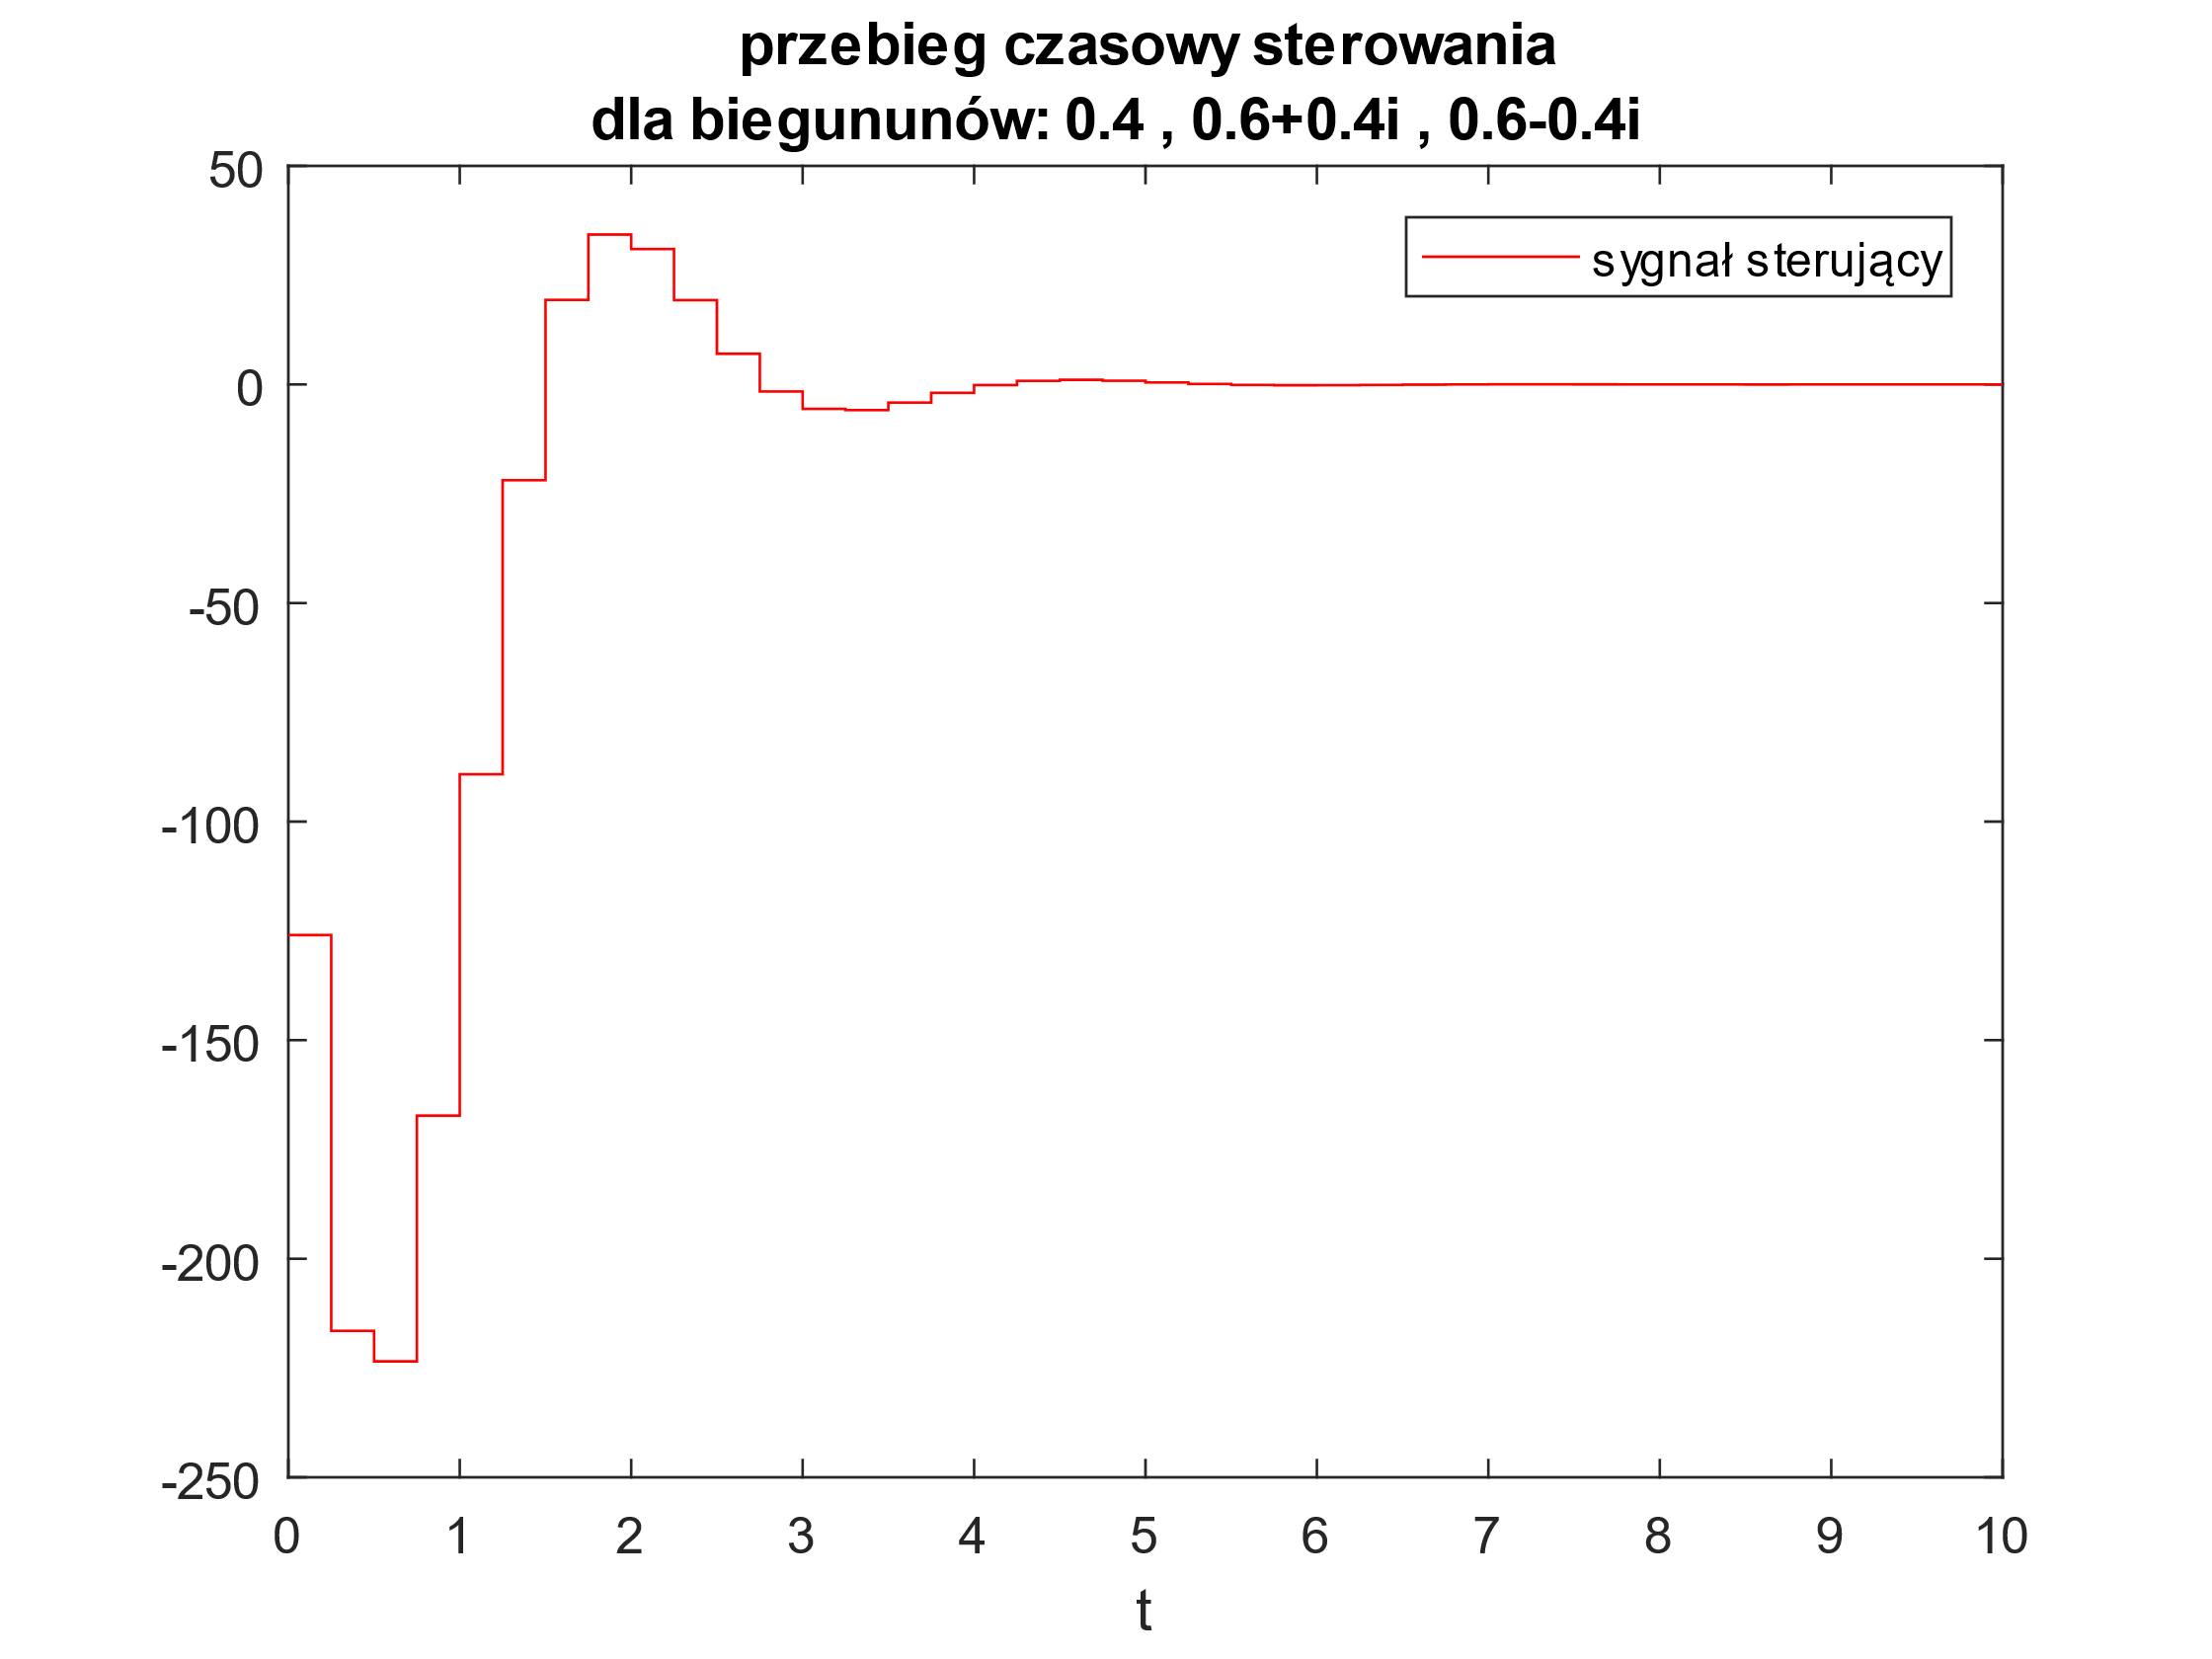 przebieg czasowy sterowania
dla biegununów: 0.4 , 0.6+0.4i , 0.6-0.4i
sygnał sterujący
50
0
-50
-100
-150
-200
-250
0 1 2 3 4 5 6 7 8 9 10
t